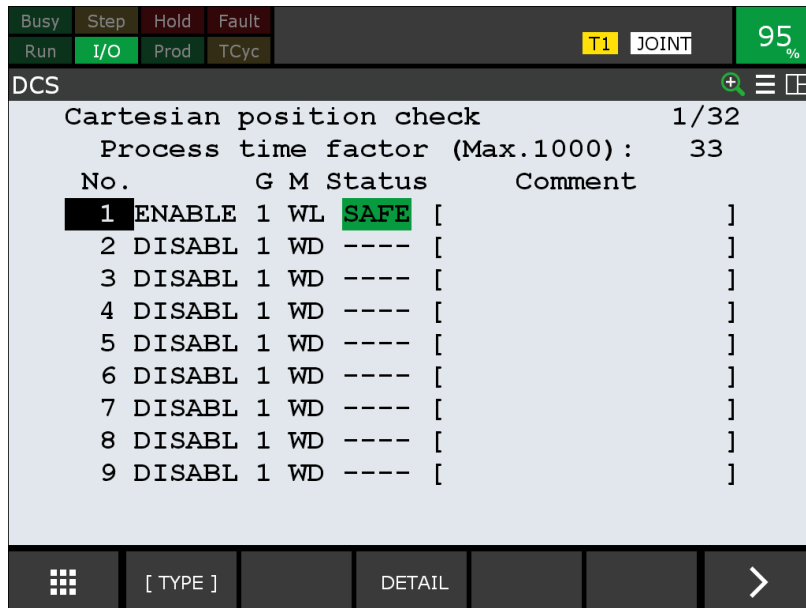 Busy Step Hold Fault
Run I/O Prod TCyc T1 JOINT 95%
DCS
Cartesian position check 1/32
Process time factor (Max.1000): 33
No. G M Status Comment
1 ENABLE 1 WL SAFE [ ]
2 DISABL 1 WD ---- [ ]
3 DISABL 1 WD ---- [ ]
4 DISABL 1 WD ---- [ ]
5 DISABL 1 WD ---- [ ]
6 DISABL 1 WD ---- [ ]
7 DISABL 1 WD ---- [ ]
8 DISABL 1 WD ---- [ ]
9 DISABL 1 WD ---- [ ]
[ TYPE ] DETAIL >